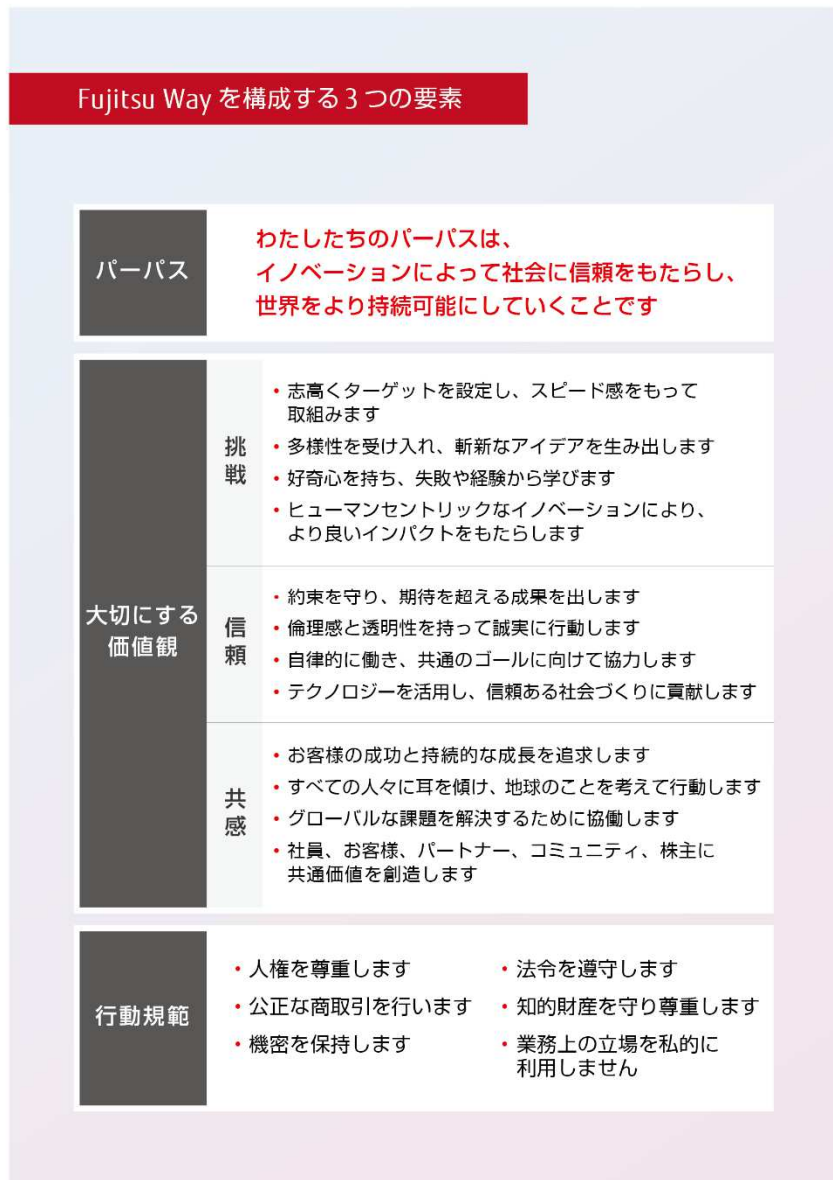 Fujitsu Way を構成する3つの要素
パーパス
わたしたちのパーパスは、
イノベーションによって社会に信頼をもたらし、
世界をより持続可能にしていくことです
大切にする
価値観
挑戦
・志高くターゲットを設定し、スピード感をもって
取組みます
・多様性を受け入れ、斬新なアイデアを生み出します
・好奇心を持ち、失敗や経験から学びます
・ヒューマンセントリックなイノベーションにより、
より良いインパクトをもたらします
信頼
・約束を守り、期待を超える成果を出します
・倫理感と透明性を持って誠実に行動します
・自律的に働き、共通のゴールに向けて協力します
・テクノロジーを活用し、信頼ある社会づくりに貢献します
共感
・お客様の成功と持続的な成長を追求します
・すべての人々に耳を傾け、地球のことを考えて行動します
・グローバルな課題を解決するために協働します
・社員、お客様、パートナー、コミュニティ、株主に
共通価値を創造します
行動規範
・人権を尊重します
・公正な商取引を行います
・機密を保持します
・法令を遵守します
・知的財産を守り尊重します
・業務上の立場を私的に
利用しません